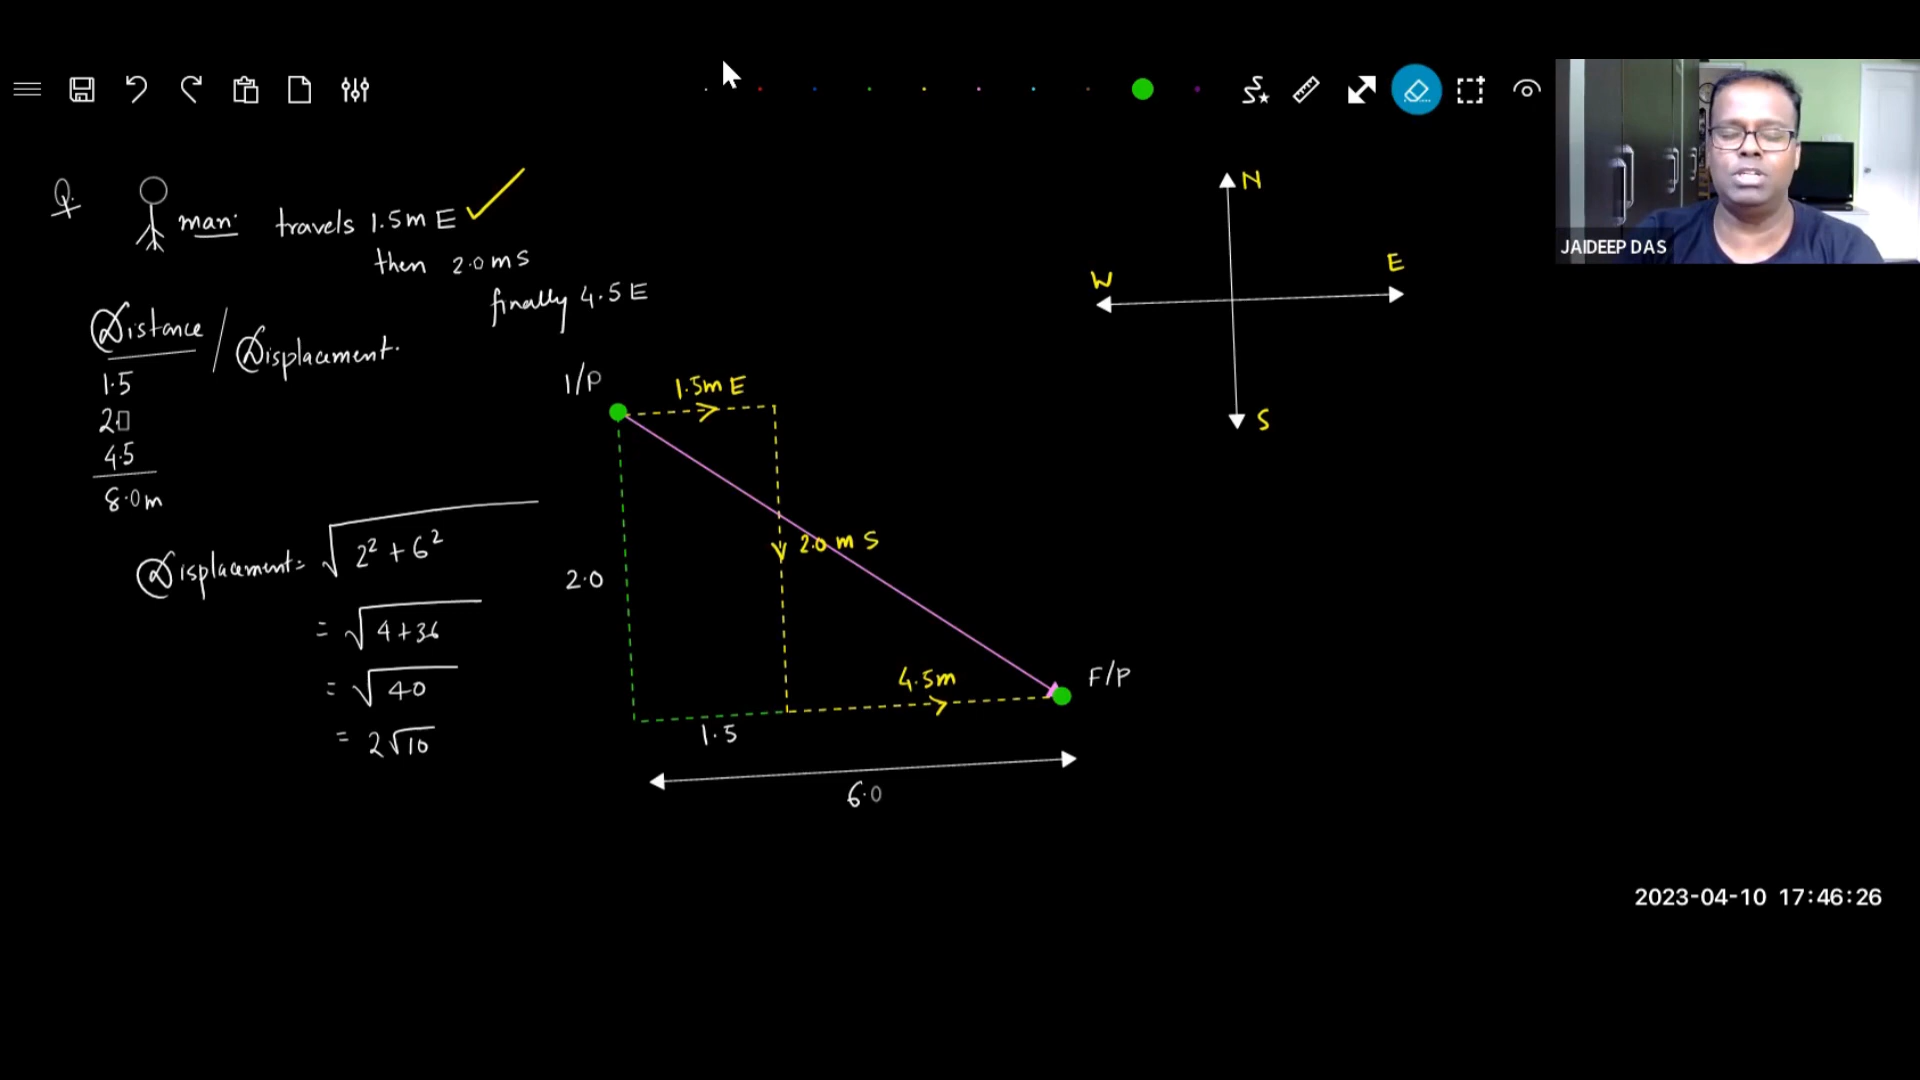 Q. man: travels 1.5m E
then 2.0 m S
finally 4.5 E
Distance / Displacement.
1.5
2.0
4.5
8.0m
Displacement = √2² + 6²
= √4+36
= √40
= 2√10
I/P
1.5m E
2.0 m S
2.0
4.5m
F/P
1.5
6.0
N
W
E
S
JAIDEEP DAS
2023-04-10 17:46:26